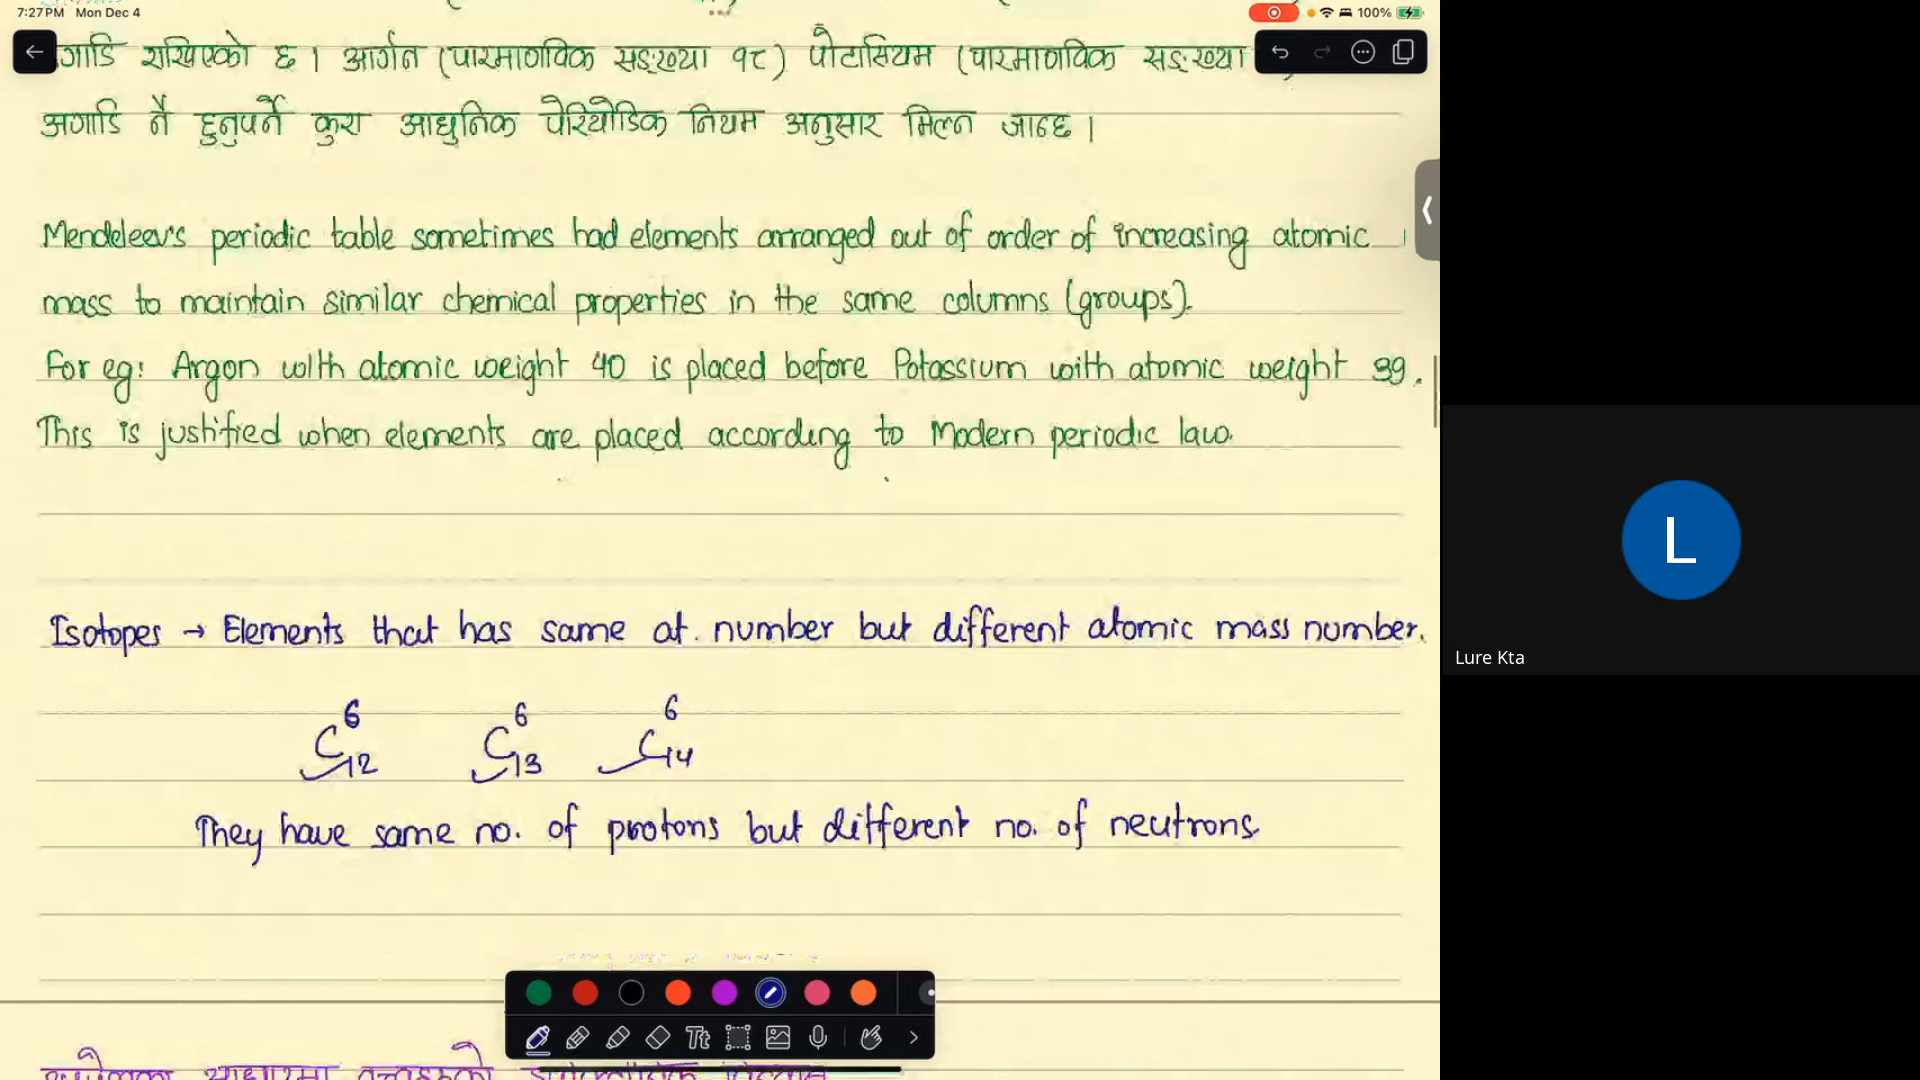 7:27 PM Mon Dec 4
100%
गाडि राखिएको छ । आर्गन (पारमाणविक सङ्ख्या १८) पोटासियम (पारमाणविक सङ्ख्या
अगाडि नै हुनुपर्ने कुरा आधुनिक पेरियोडिक नियम अनुसार मिल्न जान्छ ।
Mendeleev's periodic table sometimes had elements arranged out of order of increasing atomic
mass to maintain similar chemical properties in the same columns (groups).
For eg: Argon with atomic weight 40 is placed before Potassium with atomic weight 39.
This is justified when elements are placed according to Modern periodic law.
Isotopes → Elements that has same at. number but different atomic mass number.
C 6 12 C 6 13 C 6 14
They have same no. of protons but different no. of neutrons
Tt
L
Lure Kta